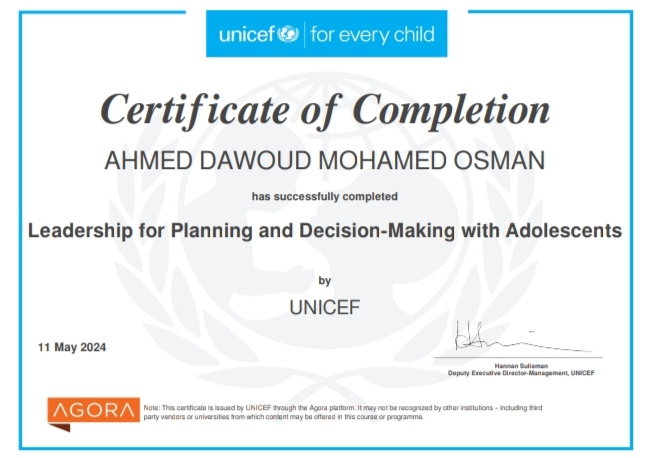 unicef for every child
Certificate of Completion
AHMED DAWOUD MOHAMED OSMAN
has successfully completed
Leadership for Planning and Decision-Making with Adolescents
by
UNICEF
11 May 2024
Hannan Sulieman
Deputy Executive Director-Management, UNICEF
AGORA
Note: This certificate is issued by UNICEF through the Agora platform. It may not be recognized by other institutions – including third
party vendors or universities from which content may be offered in this course or programme.